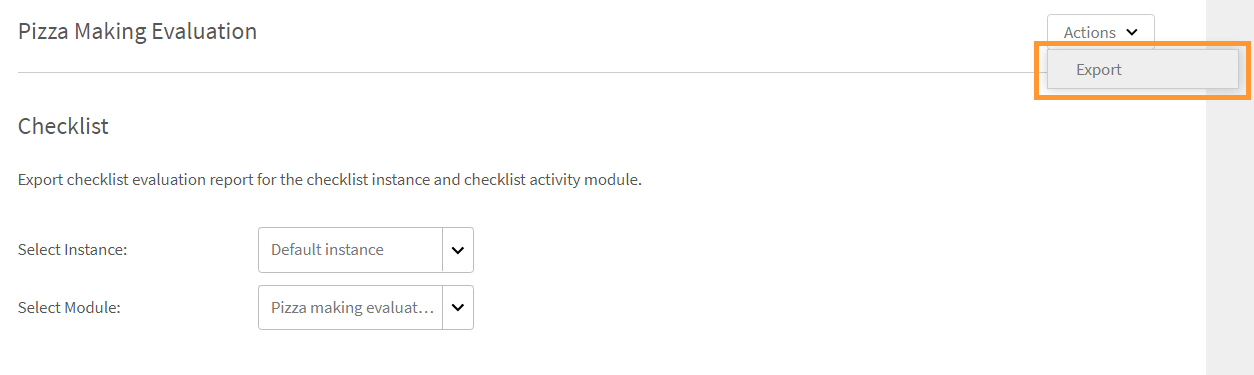 Pizza Making Evaluation
Actions
Export
Checklist
Export checklist evaluation report for the checklist instance and checklist activity module.
Select Instance:
Default instance
Select Module:
Pizza making evaluat…